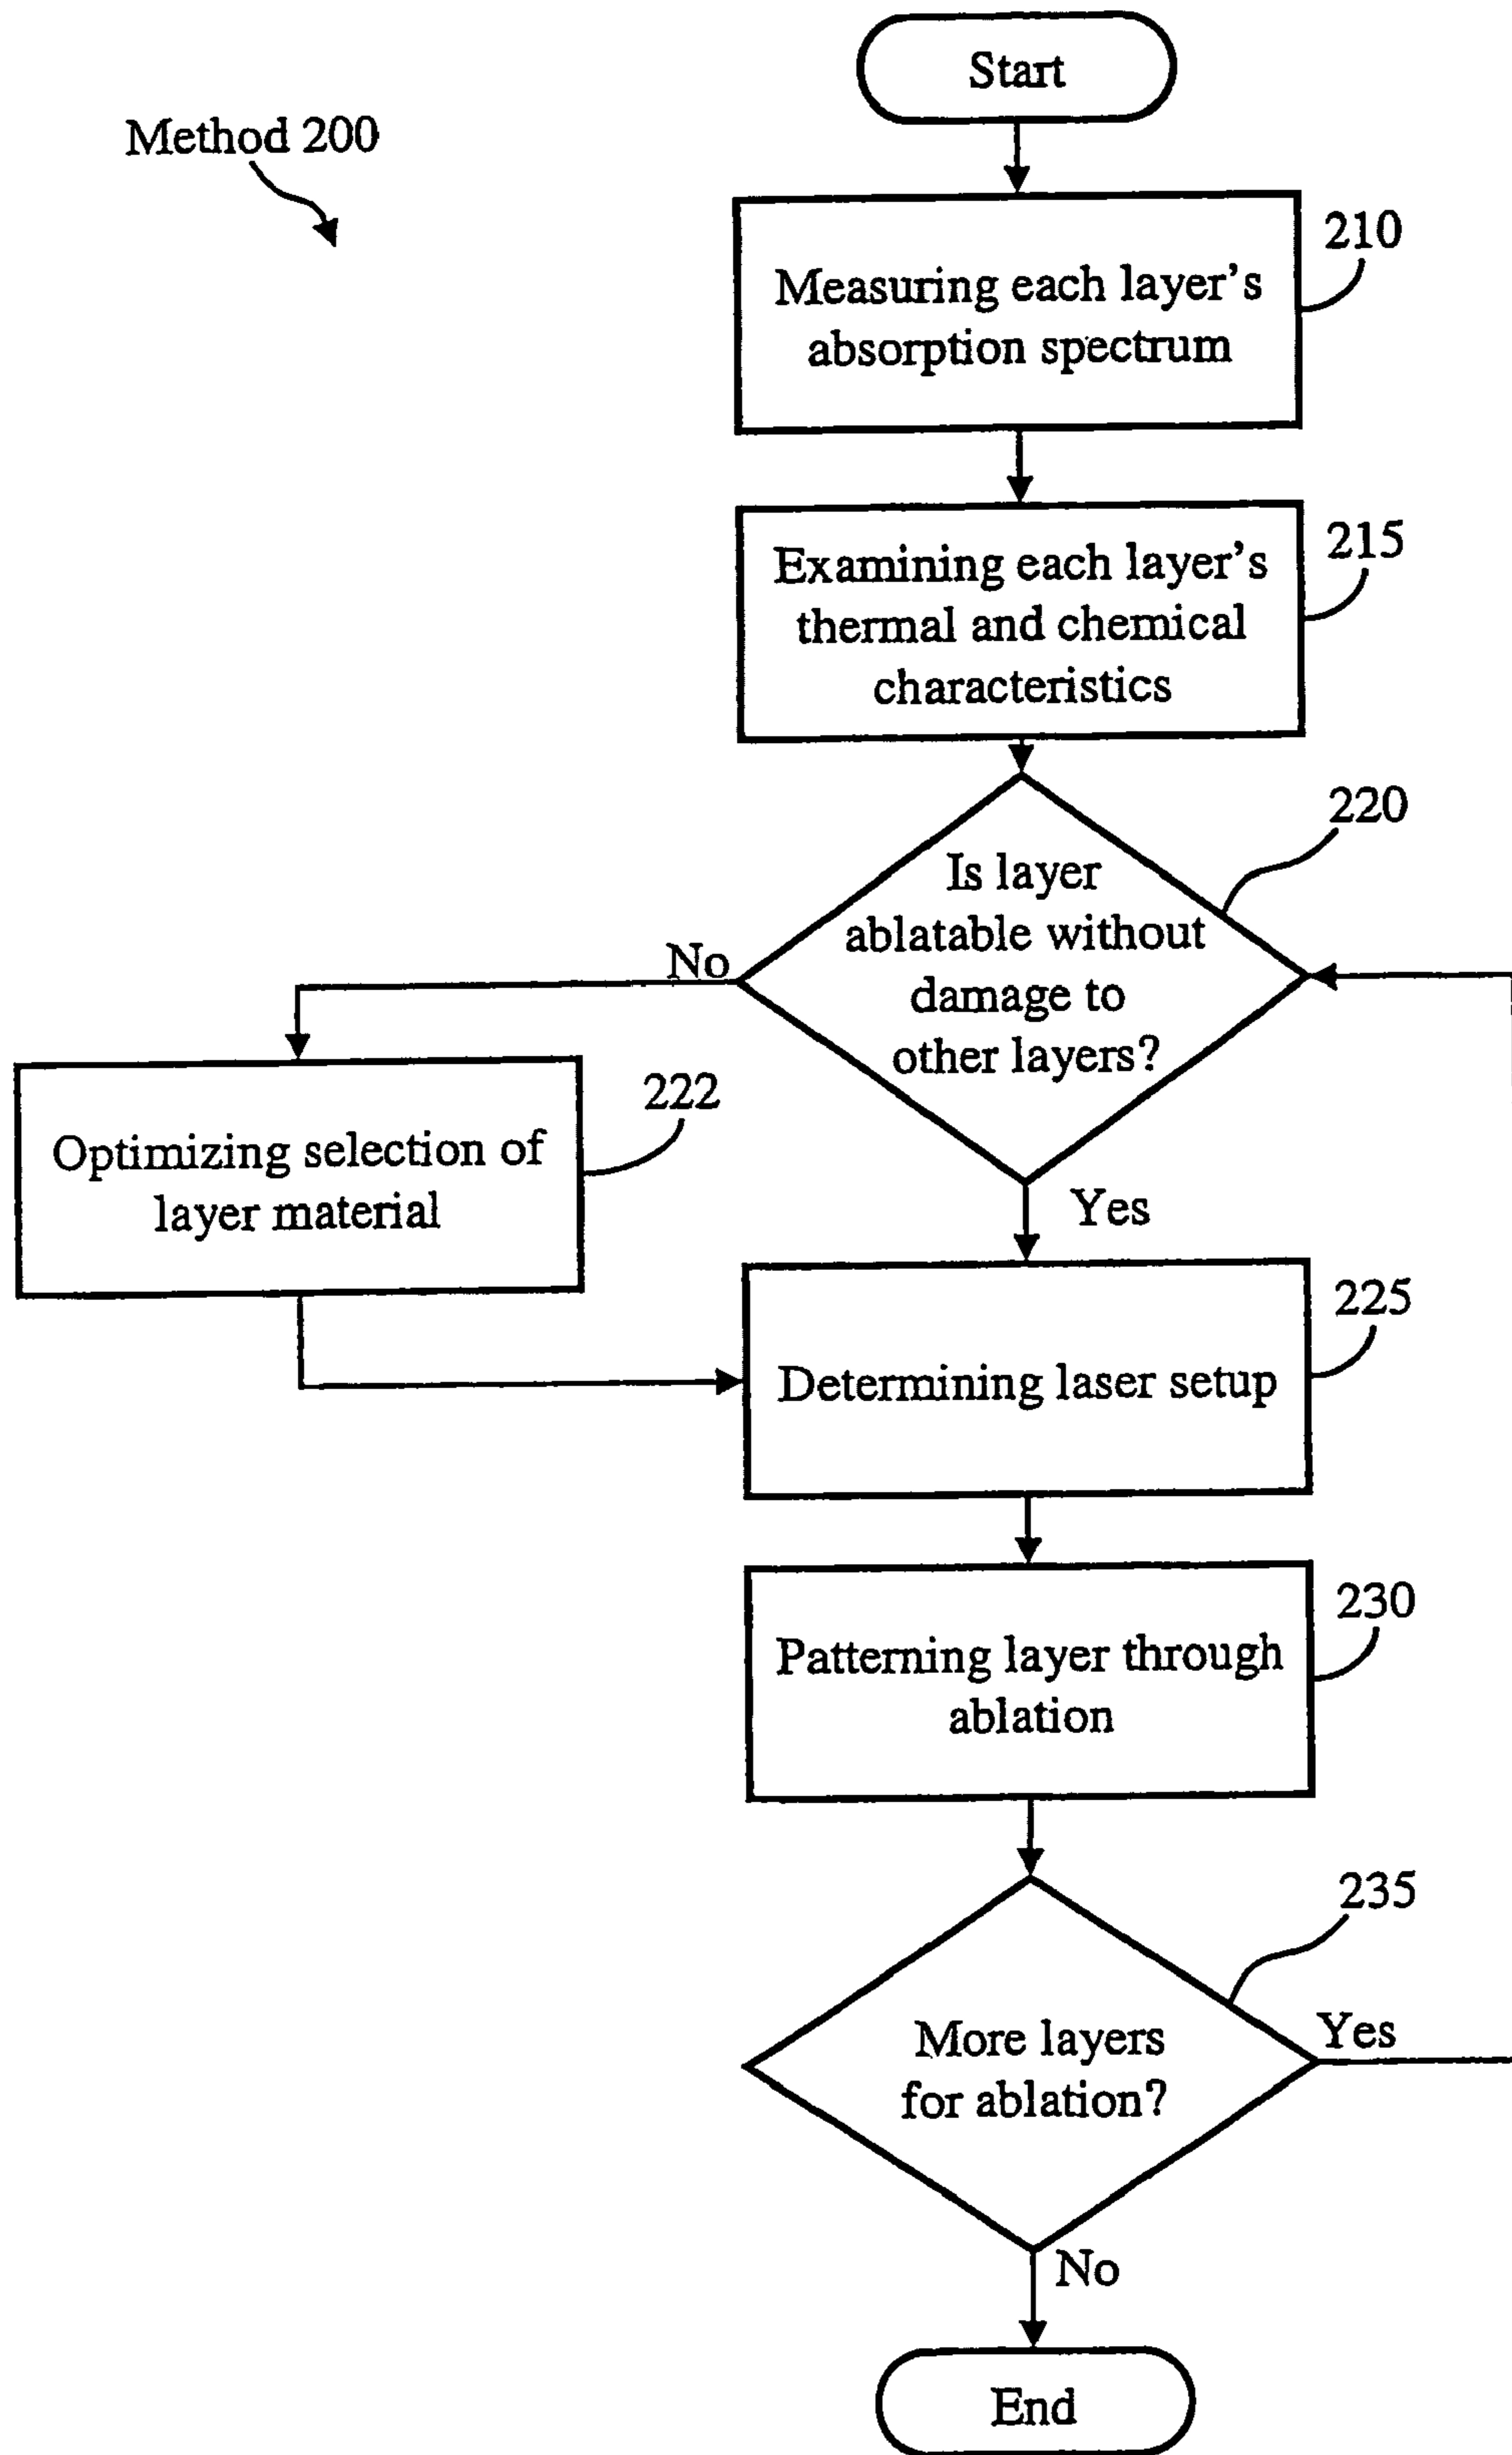 Start
Method 200
210
Measuring each layer's
absorption spectrum
215
Examining each layer's
thermal and chemical
characteristics
220
Is layer
ablatable without
damage to
other layers?
No
222
Optimizing selection of
layer material
Yes
225
Determining laser setup
230
Patterning layer through
ablation
235
More layers
for ablation?
Yes
No
End